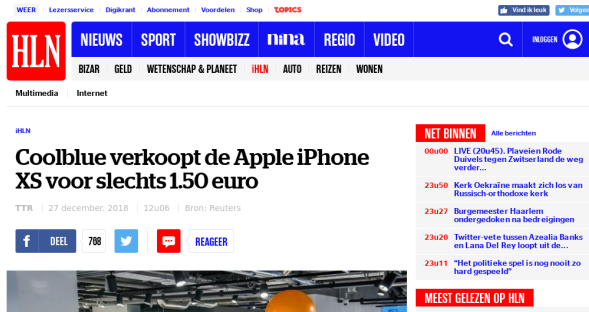 WEER Lezersservice Digikrant Abonnement Voordelen Shop TOPICS Vind ik leuk Volgen
HLN NIEUWS SPORT SHOWBIZZ nina REGIO VIDEO INLOGGEN
BIZAR GELD WETENSCHAP & PLANEET iHLN AUTO REIZEN WONEN
Multimedia Internet
iHLN
Coolblue verkoopt de Apple iPhone
XS voor slechts 1.50 euro
TTR 27 december. 2018 12u06 Bron: Reuters
DEEL 708 REAGEER
NET BINNEN Alle berichten
00u00 LIVE (20u45). Plaveien Rode
Duivels tegen Zwitserland de weg
verder...
23u50 Kerk Oekraïne maakt zich los van
Russisch-orthodoxe kerk
23u27 Burgemeester Haarlem
ondergedoken na bedreigingen
23u20 Twitter-vete tussen Azealia Banks
en Lana Del Rey loopt uit de...
23u11 "Het politieke spel is nog nooit zo
hard gespeeld"
MEEST GELEZEN OP HLN